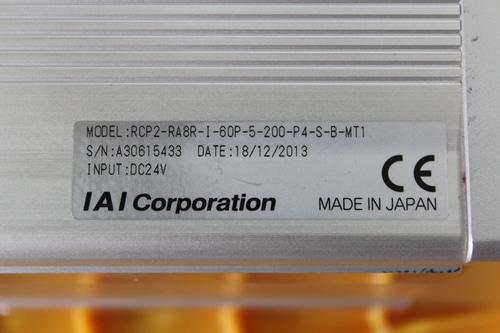 MODEL:RCP2-RA8R-I-60P-5-200-P4-S-B-MT1
S/N:A30615433 DATE:18/12/2013
INPUT:DC24V
CE
IAI Corporation MADE IN JAPAN